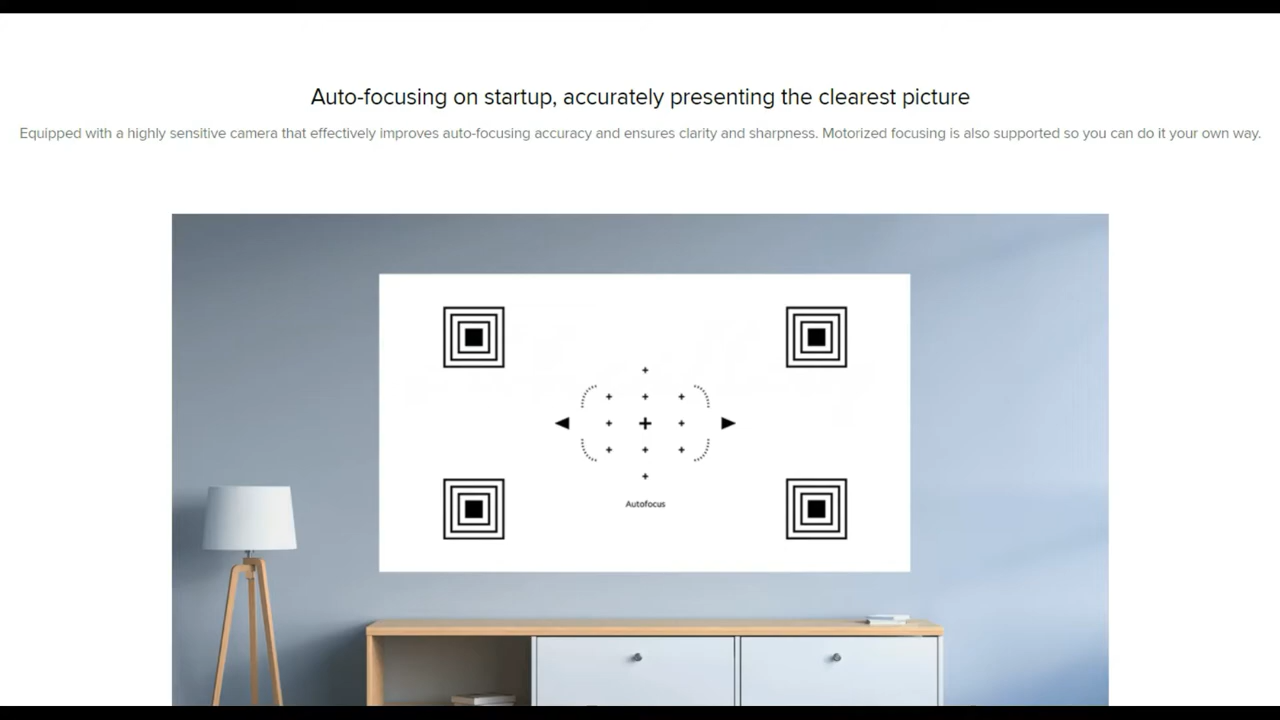 Auto-focusing on startup, accurately presenting the clearest picture
Equipped with a highly sensitive camera that effectively improves auto-focusing accuracy and ensures clarity and sharpness. Motorized focusing is also supported so you can do it your own way.
Autofocus